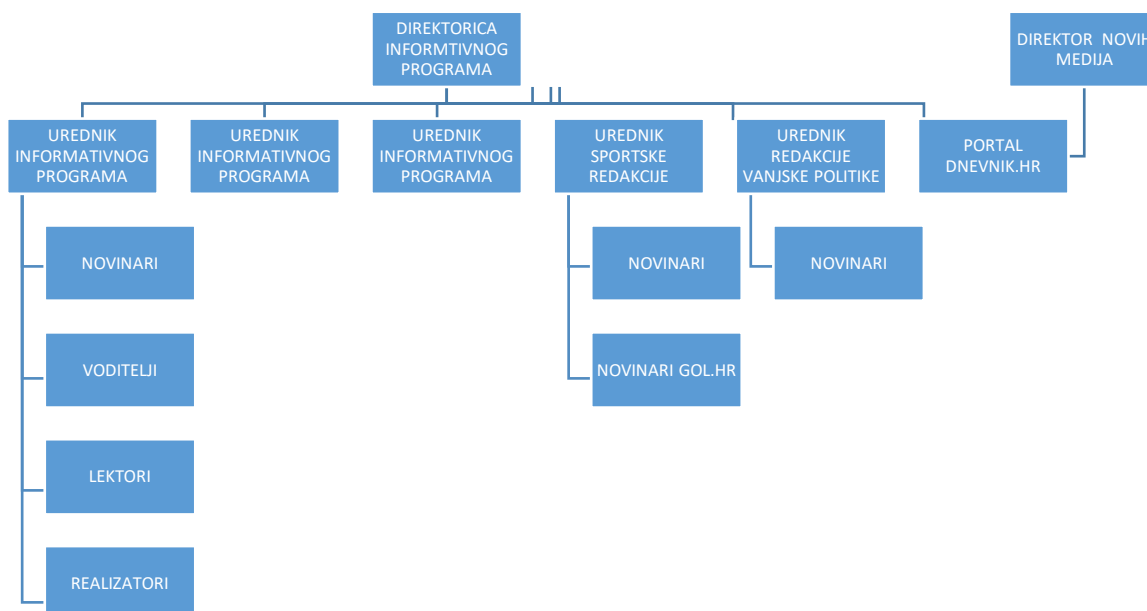 DIREKTORICA
INFORMTIVNOG
PROGRAMA
DIREKTOR NOVIH
MEDIJA
UREDNIK
INFORMATIVNOG
PROGRAMA
UREDNIK
INFORMATIVNOG
PROGRAMA
UREDNIK
INFORMATIVNOG
PROGRAMA
UREDNIK
SPORTSKE
REDAKCIJE
UREDNIK
REDAKCIJE
VANJSKE POLITIKE
PORTAL
DNEVNIK.HR
NOVINARI
NOVINARI
NOVINARI
VODITELJI
NOVINARI GOL.HR
LEKTORI
REALIZATORI